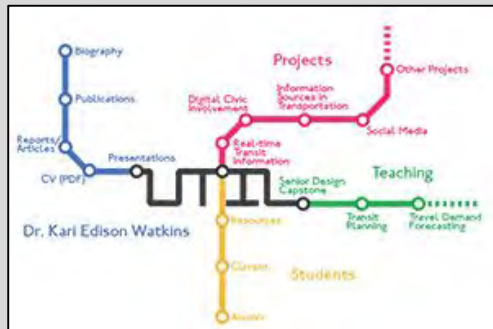 Projects
Biography
Other Projects
Information
Sources in
Transportation
Publications
Digital Civic
Involvement
Social Media
Reports/
Articles
Real-time
Transit
Information
Presentations
CV (PDF)
Teaching
Senior Design
Capstone
Dr. Kari Edison Watkins
Resources
Transit
Planning
Travel Demand
Forecasting
Current
Students
Alumni